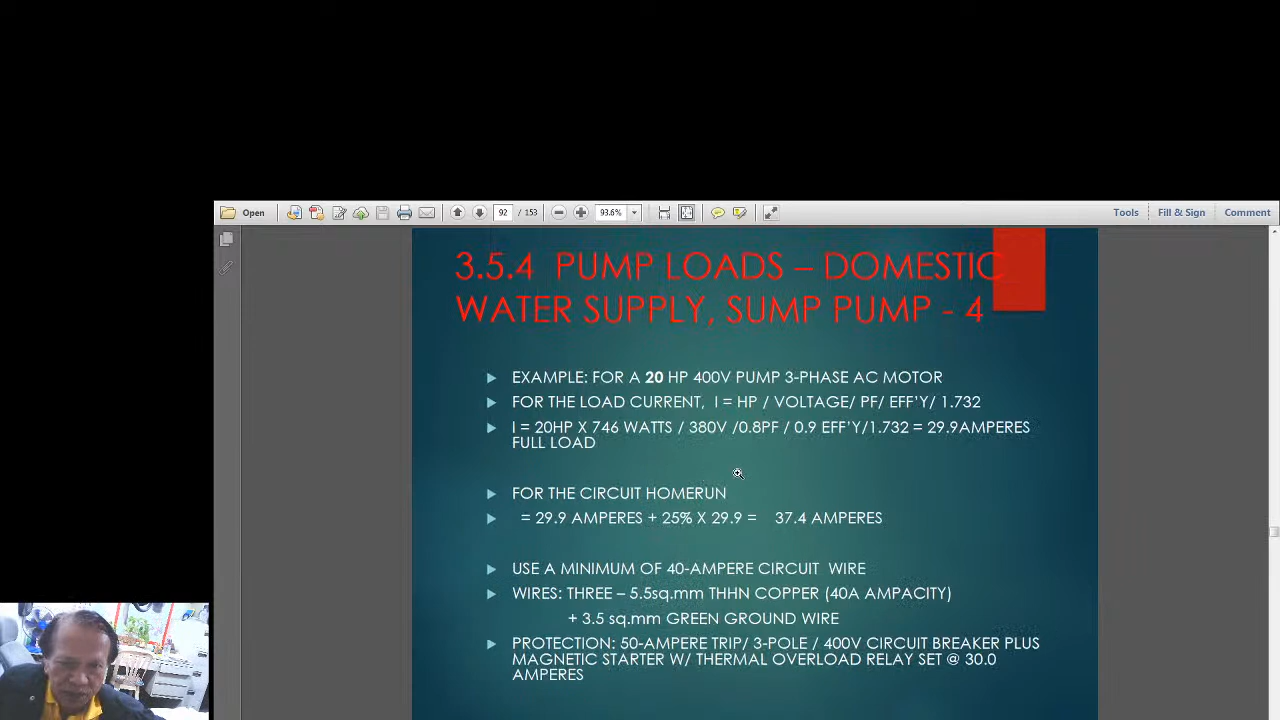 Open
92 / 153
93.6%
Tools
Fill & Sign
Comment
3.5.4 PUMP LOADS – DOMESTIC
WATER SUPPLY, SUMP PUMP - 4
EXAMPLE: FOR A 20 HP 400V PUMP 3-PHASE AC MOTOR
FOR THE LOAD CURRENT, I = HP / VOLTAGE/ PF/ EFF'Y/ 1.732
I = 20HP X 746 WATTS / 380V /0.8PF / 0.9 EFF'Y/1.732 = 29.9AMPERES
FULL LOAD
FOR THE CIRCUIT HOMERUN
= 29.9 AMPERES + 25% X 29.9 = 37.4 AMPERES
USE A MINIMUM OF 40-AMPERE CIRCUIT WIRE
WIRES: THREE – 5.5sq.mm THHN COPPER (40A AMPACITY)
+ 3.5 sq.mm GREEN GROUND WIRE
PROTECTION: 50-AMPERE TRIP/ 3-POLE / 400V CIRCUIT BREAKER PLUS
MAGNETIC STARTER W/ THERMAL OVERLOAD RELAY SET @ 30.0
AMPERES